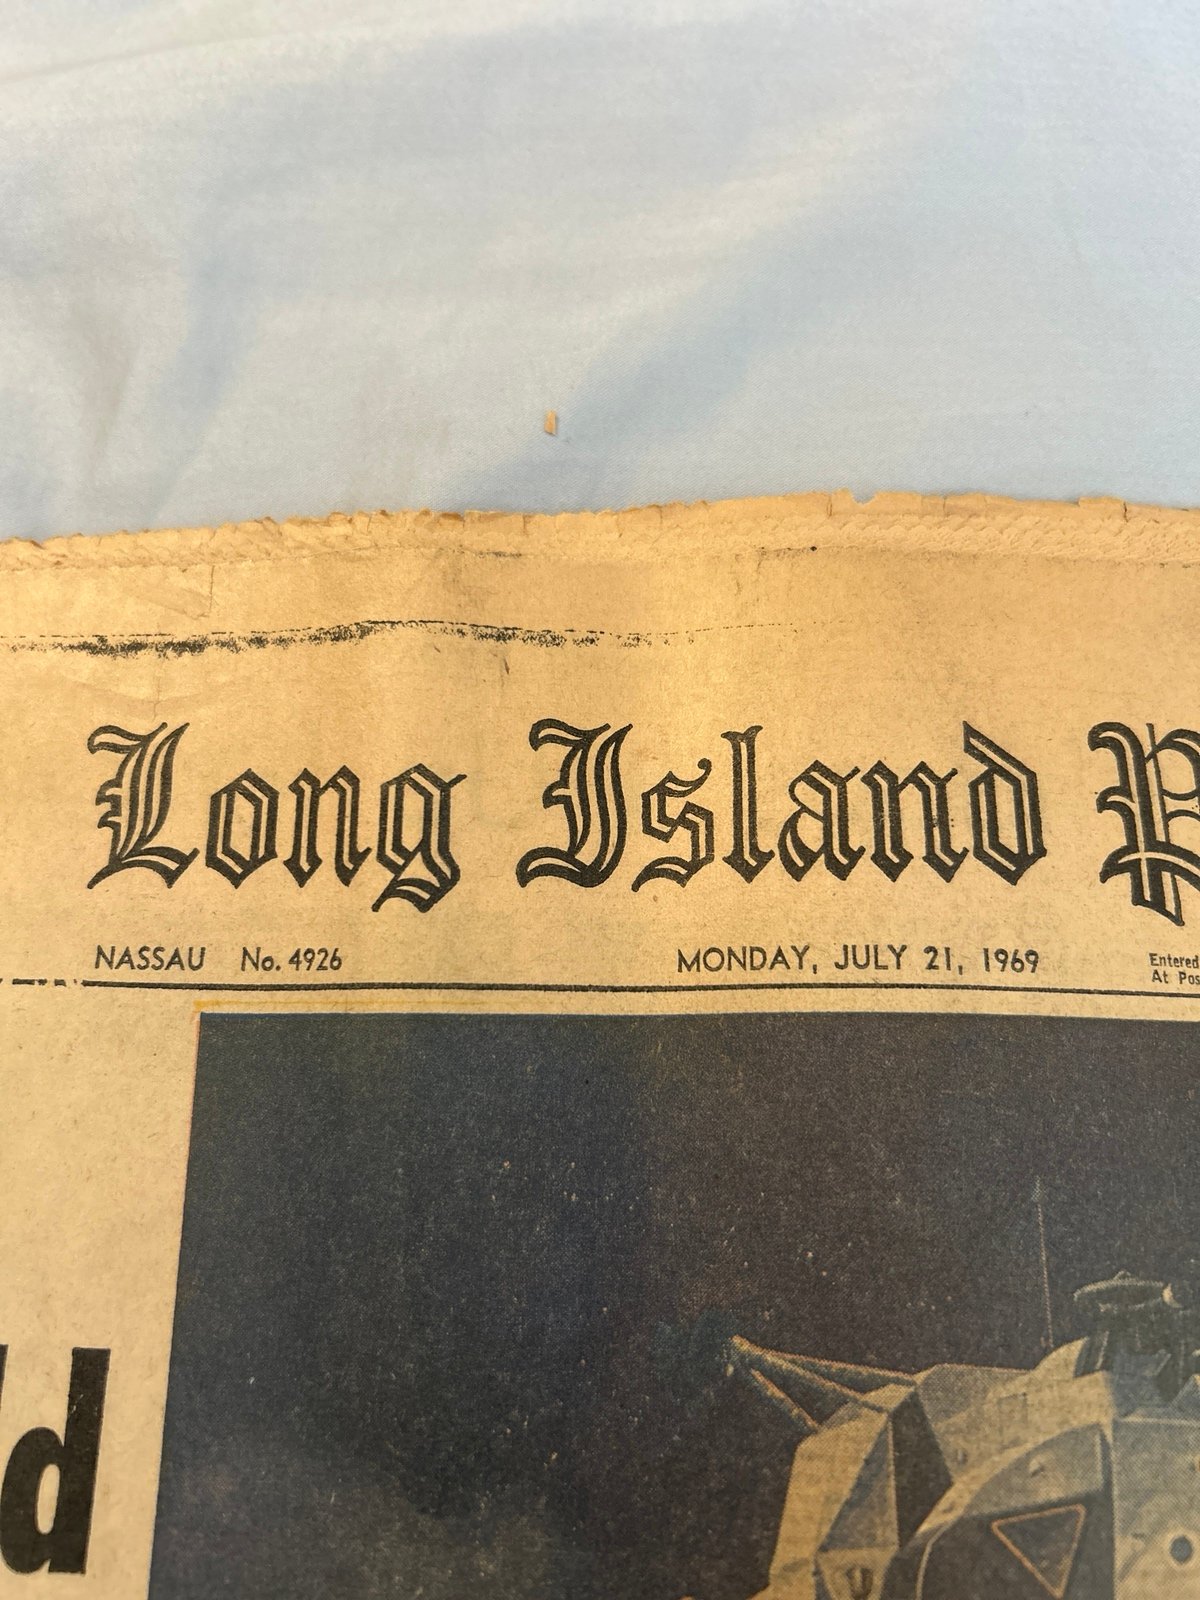 Long Island P
NASSAU No. 4926 MONDAY, JULY 21, 1969 Entered
At Pos
d